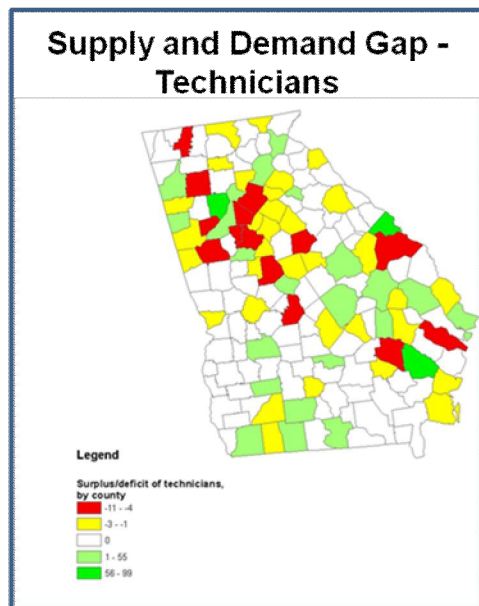 Supply and Demand Gap -
Technicians
Legend
Surplus/deficit of technicians,
by county
-11 - -4
-3 - -1
0
1 - 55
56 - 99